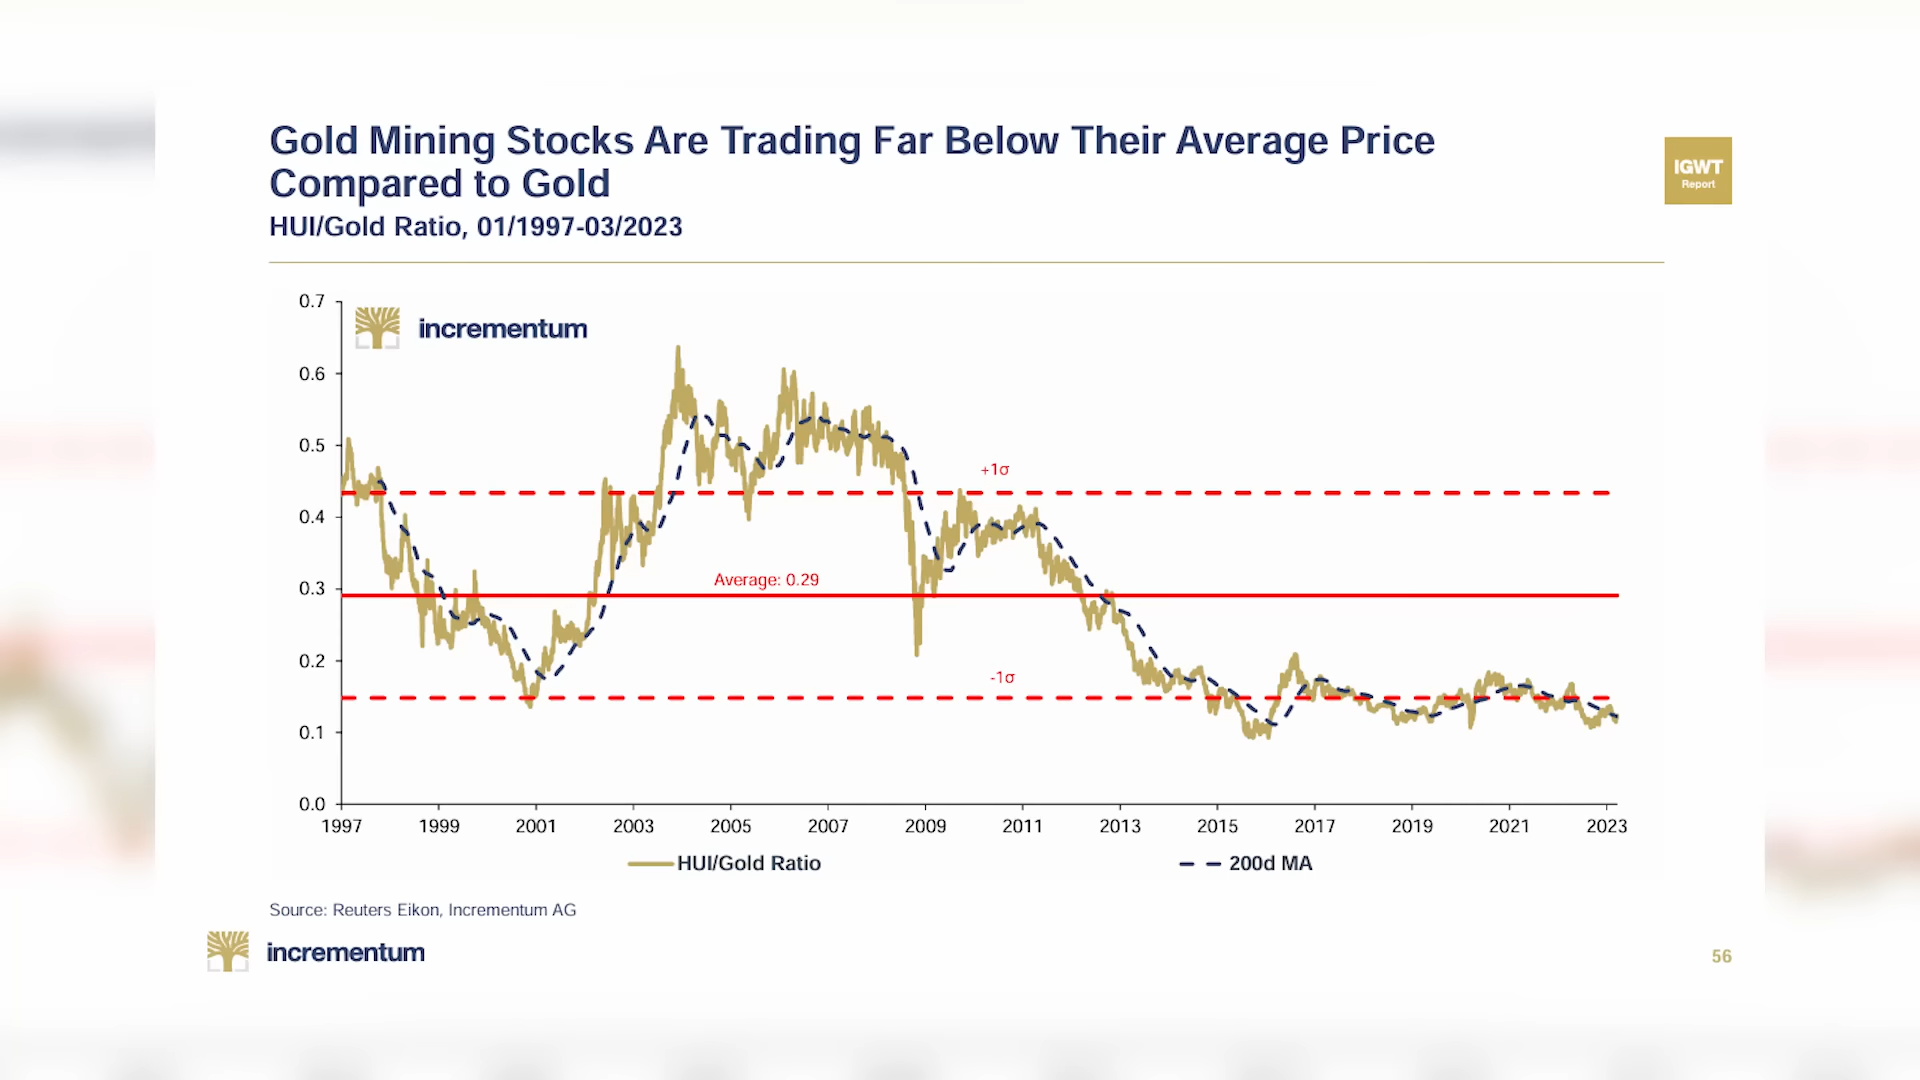 Gold Mining Stocks Are Trading Far Below Their Average Price
Compared to Gold
HUI/Gold Ratio, 01/1997-03/2023
IGWT
Report
0.7
0.6
0.5
0.4
0.3
0.2
0.1
0.0
incrementum
+1σ
Average: 0.29
-1σ
1997 1999 2001 2003 2005 2007 2009 2011 2013 2015 2017 2019 2021 2023
HUI/Gold Ratio 200d MA
Source: Reuters Eikon, Incrementum AG
incrementum
56